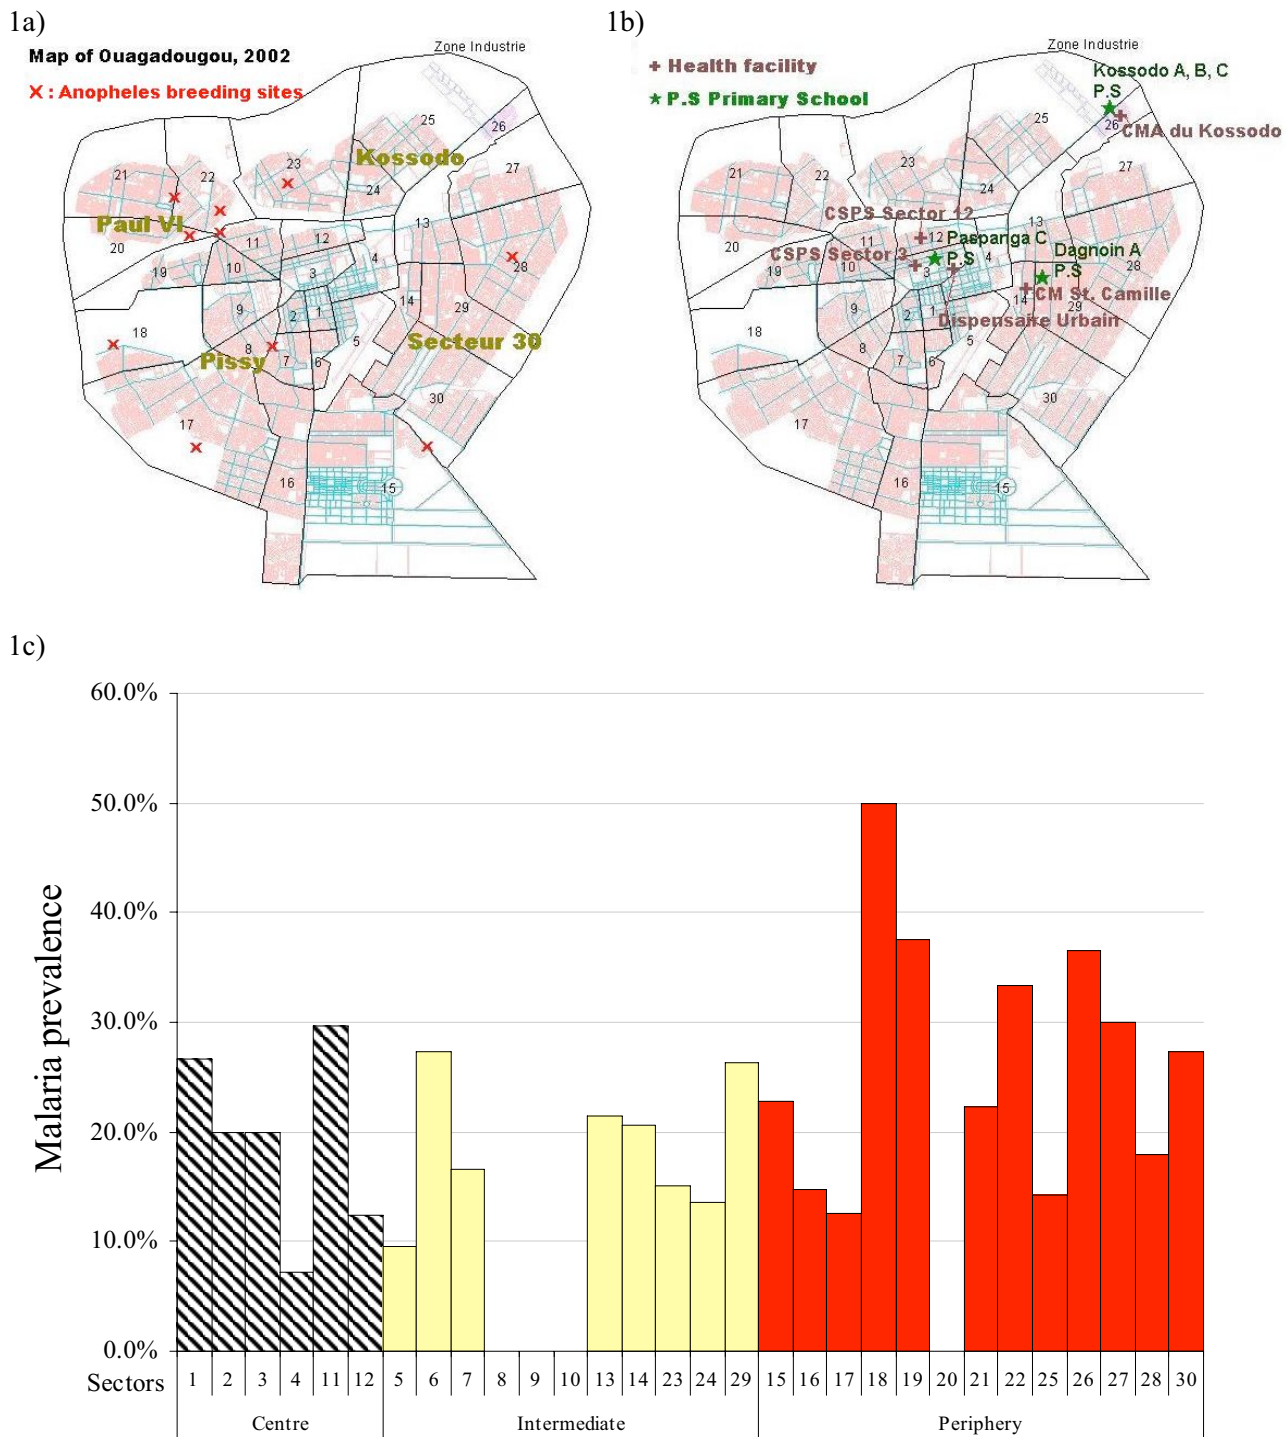 1a)
Map of Ouagadougou, 2002
X : Anopheles breeding sites
Zone Industrie
25
26
Kossodo
23
27
21
22
24
Paul VI
13
20
11
12
4
19
10
3
28
9
14
29
2
1
18
5
Secteur 30
8
Pissy
7
6
30
17
16
15
1b)
Zone Industrie
+ Health facility
Kossodo A, B, C
P.S
★ P.S Primary School
26
CMA du Kossodo
25
23
27
21
22
24
CSPS Sector 12
13
20
11
12
Paspanga C
P.S
Dagnoin A
P.S
CSPS Sector 3
3
4
19
10
28
14
CM St. Camille
29
9
2
1
Dispensaire Urbain
18
5
8
7
6
30
17
16
15
1c)
Malaria prevalence
60.0%
50.0%
40.0%
30.0%
20.0%
10.0%
0.0%
Sectors 1 2 3 4 11 12 5 6 7 8 9 10 13 14 23 24 29 15 16 17 18 19 20 21 22 25 26 27 28 30
Centre Intermediate Periphery